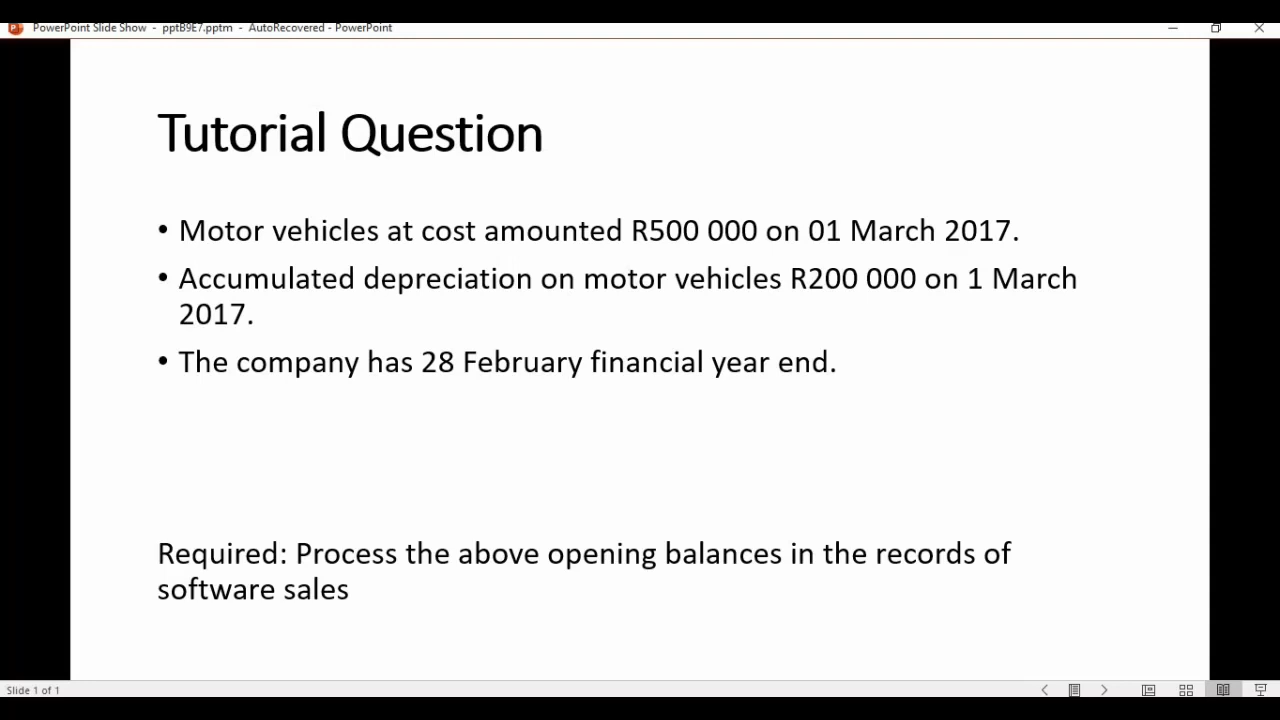 PowerPoint Slide Show - pptB9E7.pptm - AutoRecovered - PowerPoint
Tutorial Question
• Motor vehicles at cost amounted R500 000 on 01 March 2017.
• Accumulated depreciation on motor vehicles R200 000 on 1 March
2017.
• The company has 28 February financial year end.
Required: Process the above opening balances in the records of
software sales
Slide 1 of 1